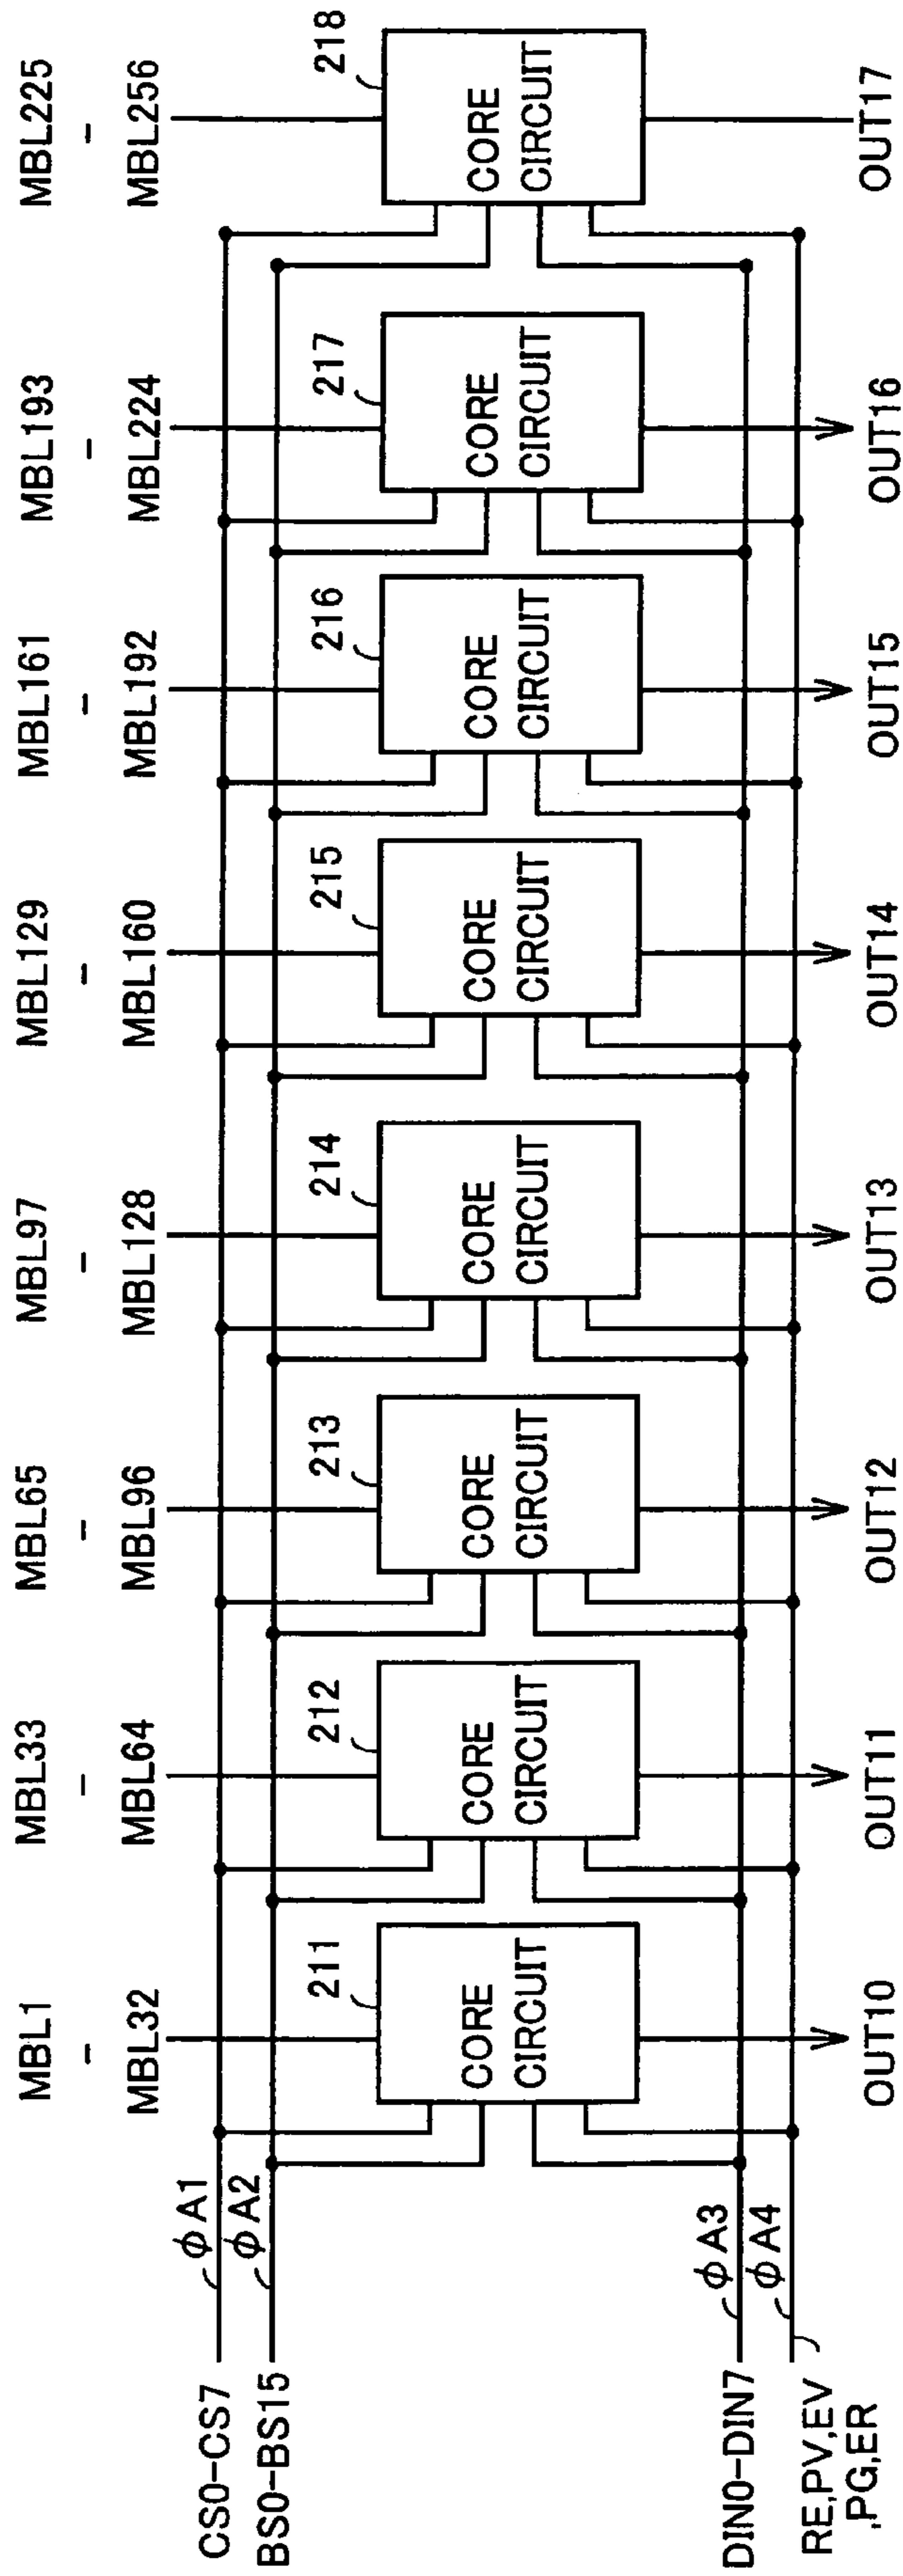 MBL1
–
MBL32
MBL33
–
MBL64
MBL65
–
MBL96
MBL97
–
MBL128
MBL129
–
MBL160
MBL161
–
MBL192
MBL193
–
MBL224
MBL225
–
MBL256
CS0-CS7
φA1
BS0-BS15
φA2
211
CORE
CIRCUIT
212
CORE
CIRCUIT
213
CORE
CIRCUIT
214
CORE
CIRCUIT
215
CORE
CIRCUIT
216
CORE
CIRCUIT
217
CORE
CIRCUIT
218
CORE
CIRCUIT
DIN0-DIN7
φA3
φA4
RE,PV,EV
,PG,ER
OUT10
OUT11
OUT12
OUT13
OUT14
OUT15
OUT16
OUT17